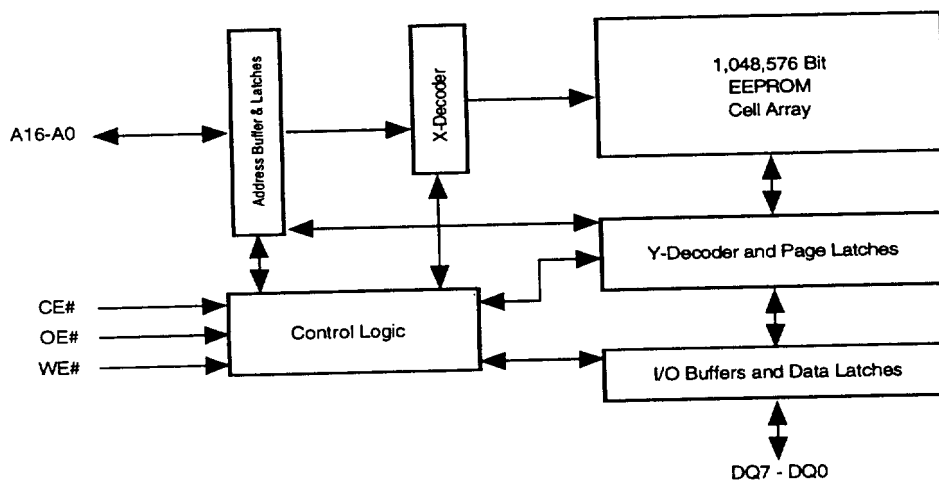 1,048,576 Bit
EEPROM
Cell Array
A16-A0
Address Buffer & Latches
X-Decoder
Y-Decoder and Page Latches
CE#
OE#
WE#
Control Logic
I/O Buffers and Data Latches
DQ7 - DQ0